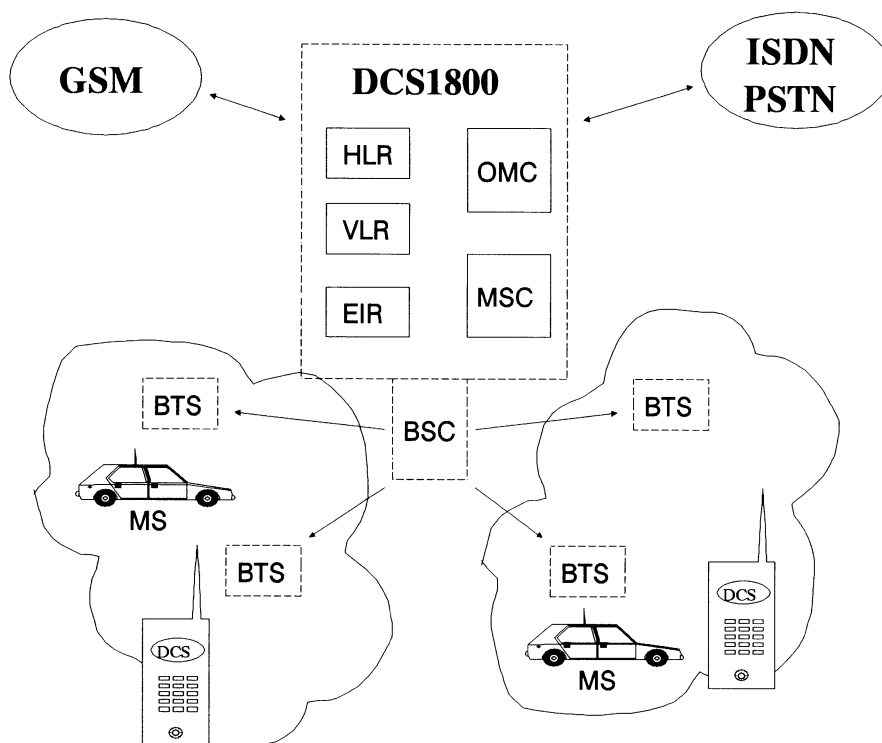 GSM
DCS1800
ISDN
PSTN
HLR
OMC
VLR
MSC
EIR
BTS
BSC
BTS
MS
BTS
BTS
DCS
DCS
MS